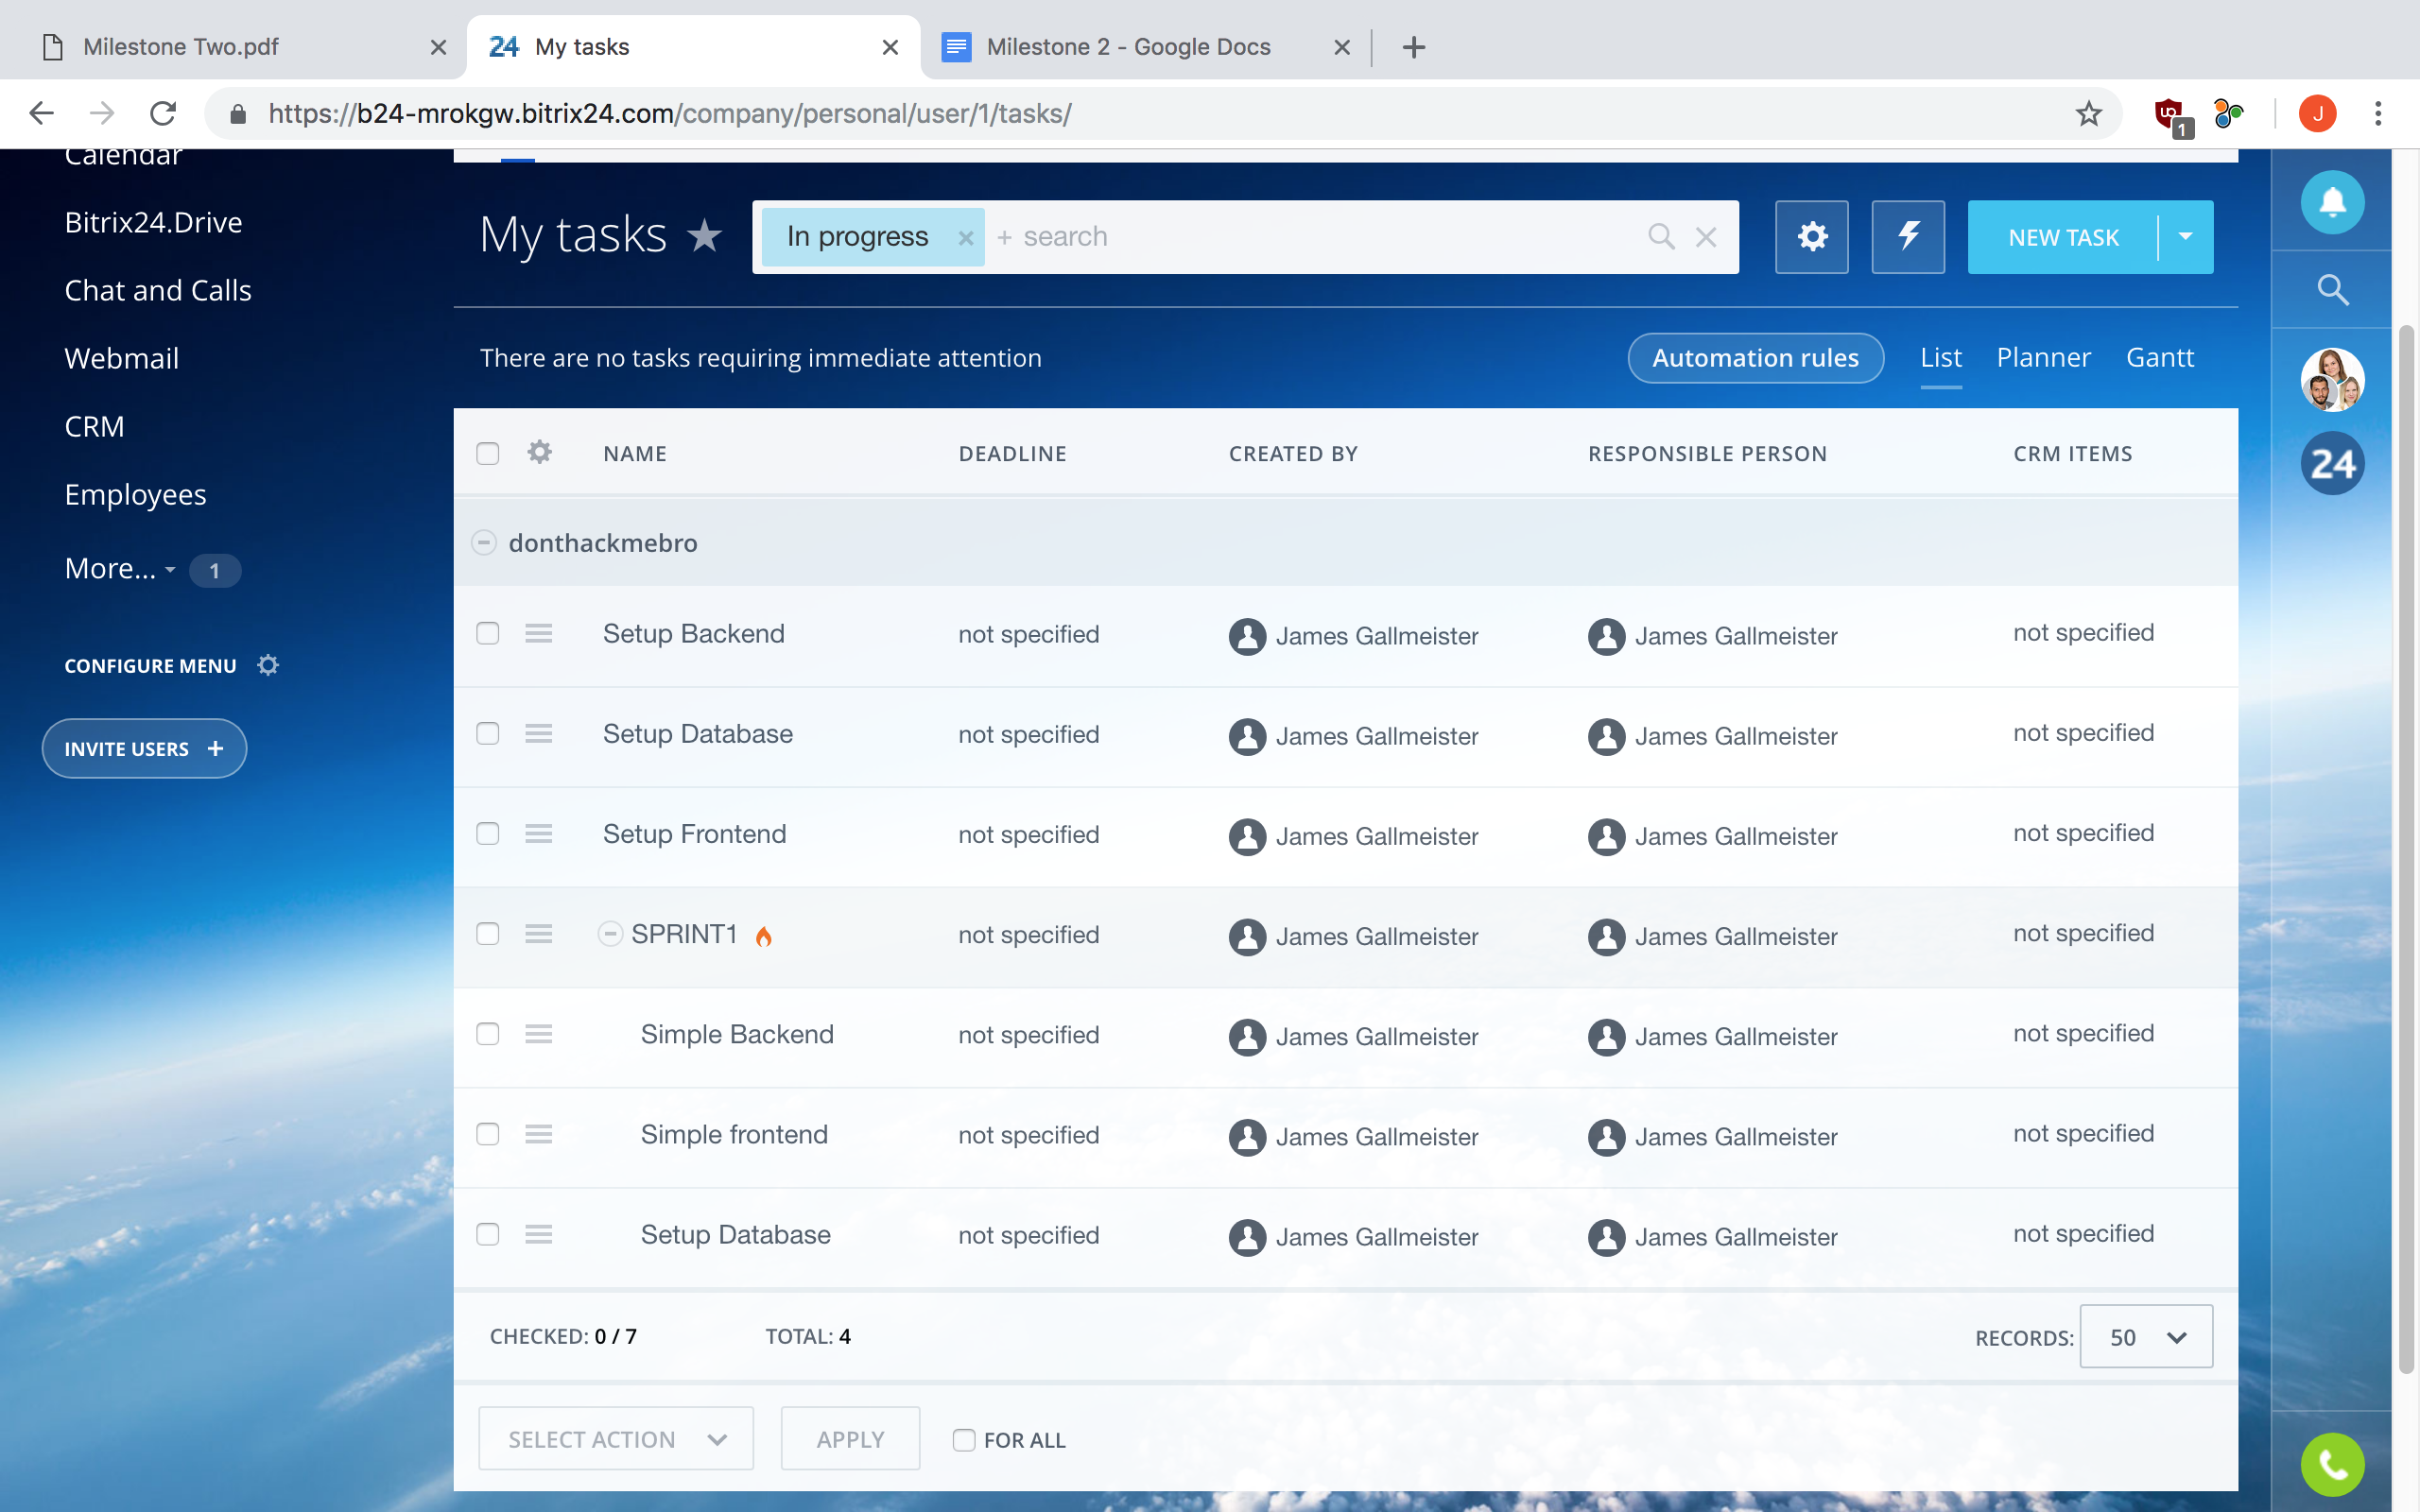 Milestone Two.pdf
24 My tasks
Milestone 2 - Google Docs
https://b24-mrokgw.bitrix24.com/company/personal/user/1/tasks/
1
J
Calendar
Bitrix24.Drive
Chat and Calls
Webmail
CRM
Employees
More... 1
CONFIGURE MENU
INVITE USERS +
My tasks
In progress × + search
NEW TASK
There are no tasks requiring immediate attention
Automation rules List Planner Gantt
NAME DEADLINE CREATED BY RESPONSIBLE PERSON CRM ITEMS
donthackmebro
Setup Backend not specified James Gallmeister James Gallmeister not specified
Setup Database not specified James Gallmeister James Gallmeister not specified
Setup Frontend not specified James Gallmeister James Gallmeister not specified
SPRINT1 not specified James Gallmeister James Gallmeister not specified
Simple Backend not specified James Gallmeister James Gallmeister not specified
Simple frontend not specified James Gallmeister James Gallmeister not specified
Setup Database not specified James Gallmeister James Gallmeister not specified
CHECKED: 0 / 7 TOTAL: 4 RECORDS: 50
SELECT ACTION APPLY FOR ALL
24